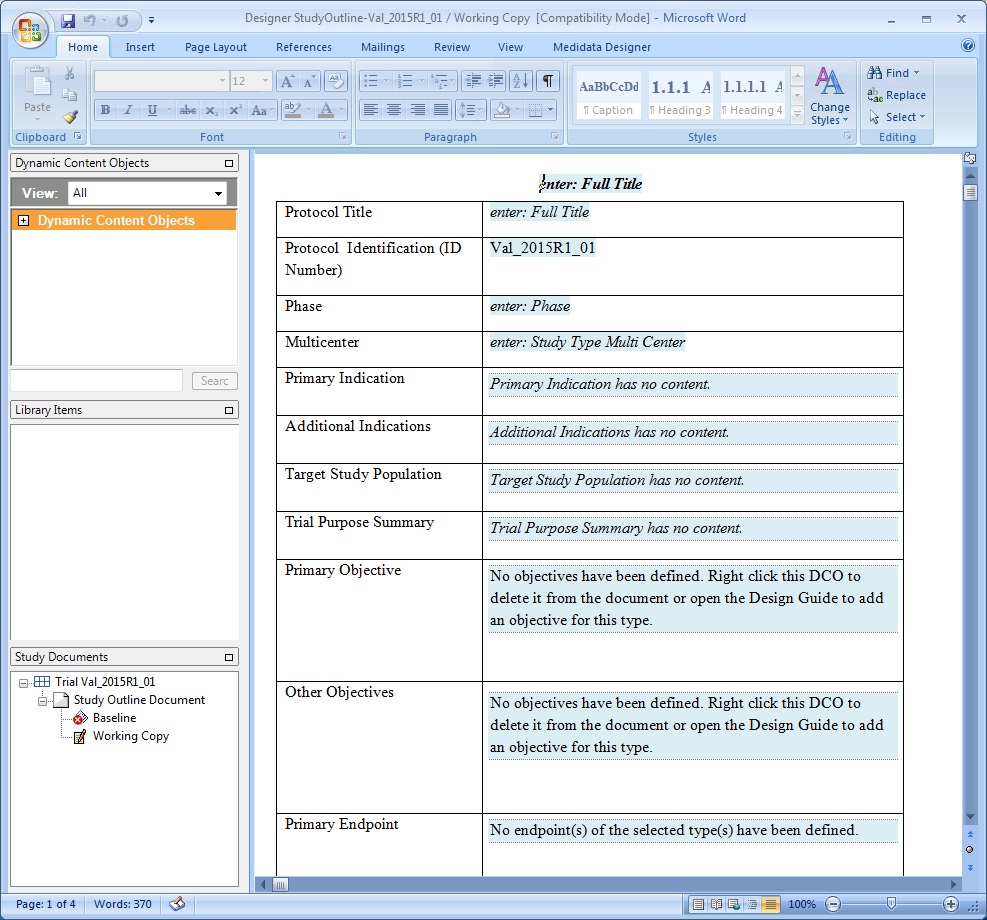 Designer StudyOutline-Val_2015R1_01 / Working Copy [Compatibility Mode] - Microsoft Word
Home Insert Page Layout References Mailings Review View Medidata Designer
Paste
12
A A Aa
B I U abc x₂ x² Aa ab A
AaBbCcDd 1.1.1 A 1.1.1.1 A
¶ Caption ¶ Heading 3 ¶ Heading 4
Change Styles
Find
Replace
Select
Clipboard Font Paragraph Styles Editing
Dynamic Content Objects
View: All
Dynamic Content Objects
Searc
Library Items
Study Documents
Trial Val_2015R1_01
Study Outline Document
Baseline
Working Copy
enter: Full Title
Protocol Title enter: Full Title
Protocol Identification (ID Val_2015R1_01
Number)
Phase enter: Phase
Multicenter enter: Study Type Multi Center
Primary Indication Primary Indication has no content.
Additional Indications Additional Indications has no content.
Target Study Population Target Study Population has no content.
Trial Purpose Summary Trial Purpose Summary has no content.
Primary Objective No objectives have been defined. Right click this DCO to
delete it from the document or open the Design Guide to add
an objective for this type.
Other Objectives No objectives have been defined. Right click this DCO to
delete it from the document or open the Design Guide to add
an objective for this type.
Primary Endpoint No endpoint(s) of the selected type(s) have been defined.
Page: 1 of 4 Words: 370 100%